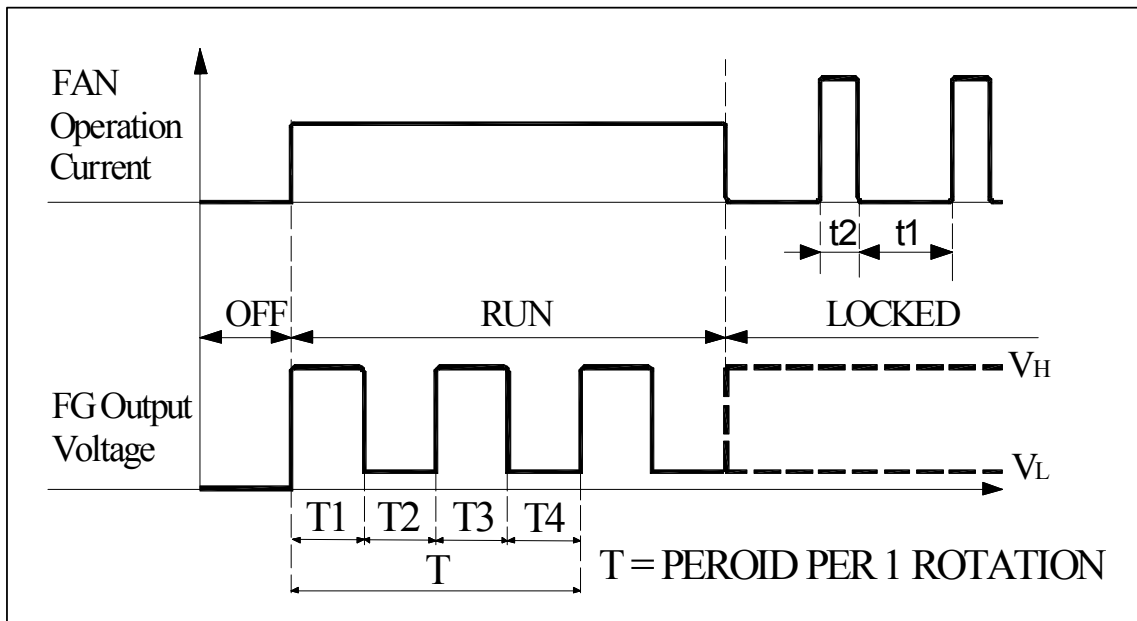 FAN
Operation
Current
t2
t1
OFF
RUN
LOCKED
VH
FG Output
Voltage
VL
T1
T2
T3
T4
T
T = PEROID PER 1 ROTATION